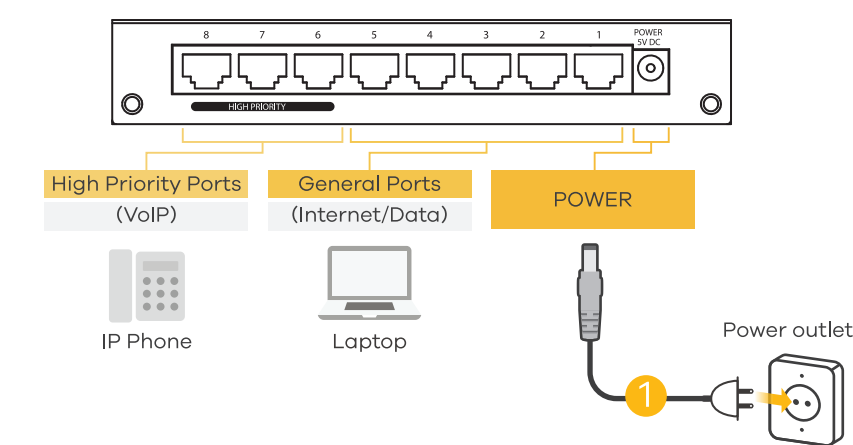 8 7 6 5 4 3 2 1 POWER
5V DC
HIGH PRIORITY
High Priority Ports General Ports POWER
(VoIP) (Internet/Data)
IP Phone Laptop Power outlet
1